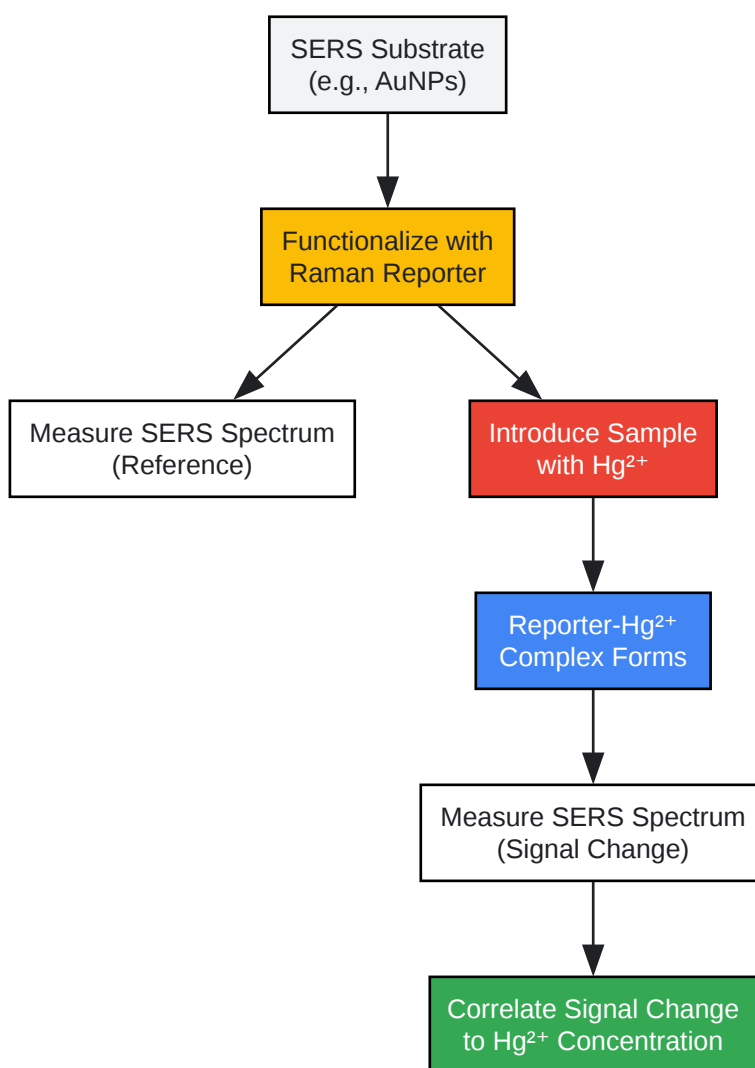 SERS Substrate
(e.g., AuNPs)
Functionalize with
Raman Reporter
Measure SERS Spectrum
(Reference)
Introduce Sample
with Hg²⁺
Reporter-Hg²⁺
Complex Forms
Measure SERS Spectrum
(Signal Change)
Correlate Signal Change
to Hg²⁺ Concentration